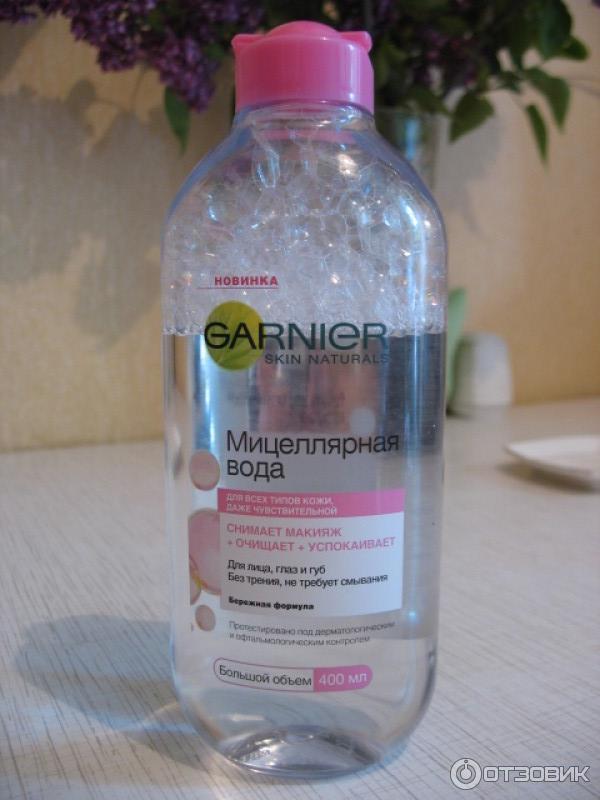 НОВИНКА
GARNIER
SKIN NATURALS
Мицеллярная
вода
ДЛЯ ВСЕХ ТИПОВ КОЖИ,
ДАЖЕ ЧУВСТВИТЕЛЬНОЙ
СНИМАЕТ МАКИЯЖ
+ ОЧИЩАЕТ + УСПОКАИВАЕТ
Для лица, глаз и губ
Без трения, не требует смывания
Бережная формула
Протестировано под дерматологическим
и офтальмологическим контролем
Большой объем 400 мл
ОТЗОВИК